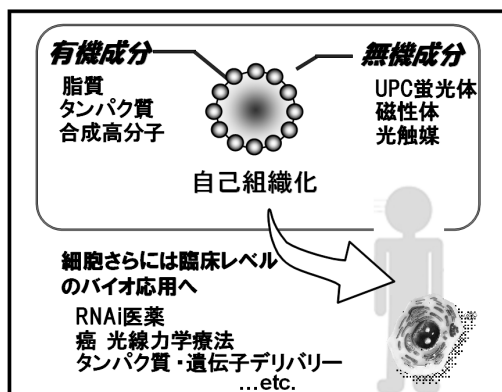 有機成分
脂質
タンパク質
合成高分子
無機成分
UPC蛍光体
磁性体
光触媒
自己組織化
細胞さらには臨床レベル
のバイオ応用へ
RNAi医薬
癌 光線力学療法
タンパク質・遺伝子デリバリー
…etc.